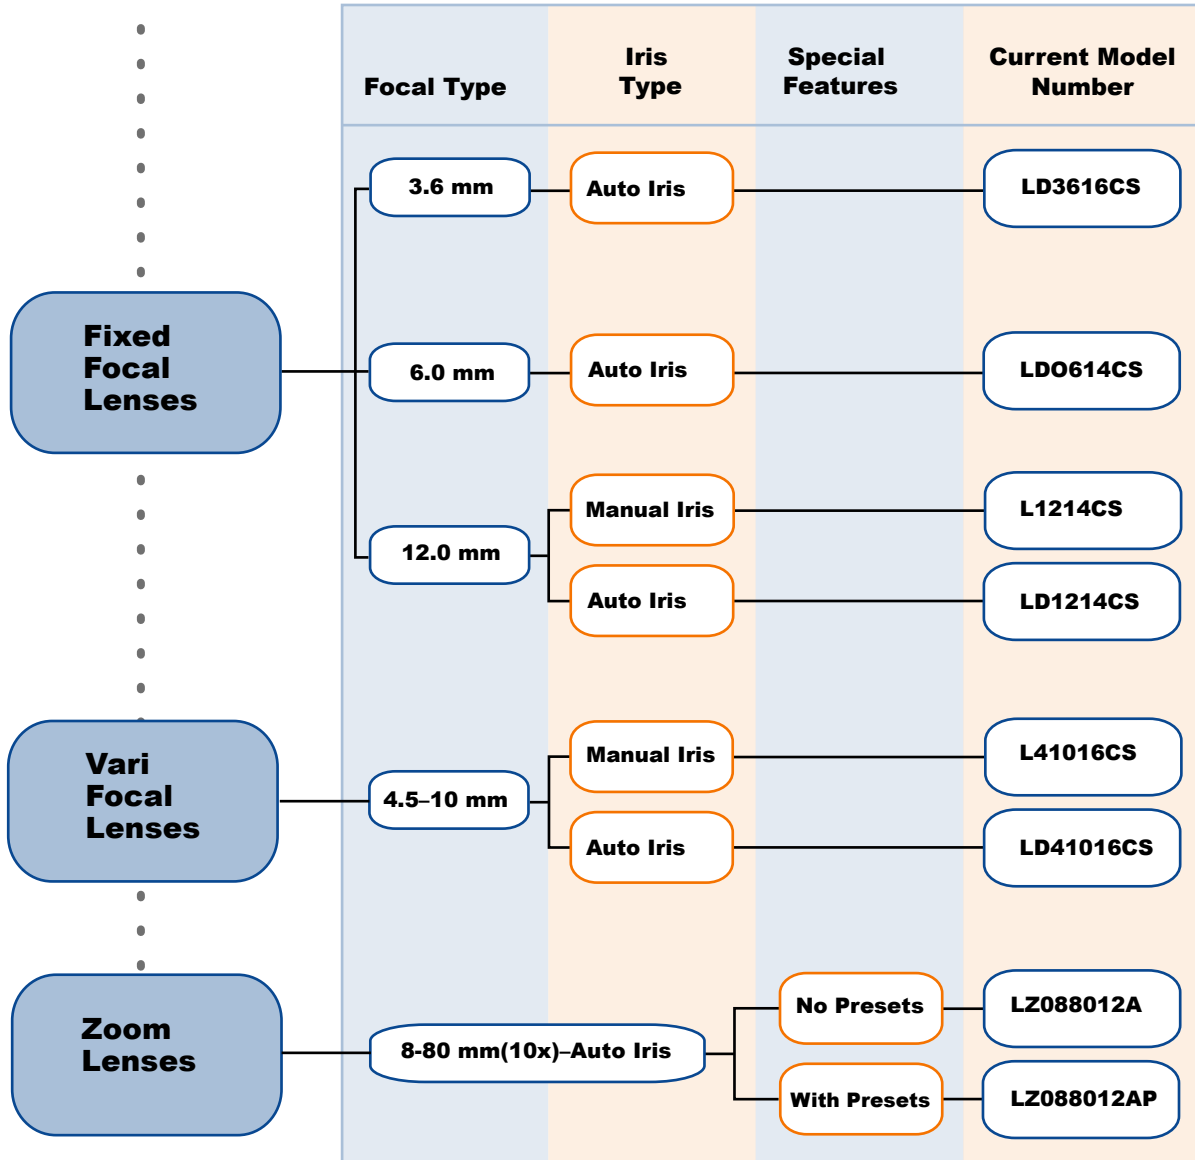 Focal Type
Iris
Type
Special
Features
Current Model
Number
Fixed
Focal
Lenses
3.6 mm
Auto Iris
LD3616CS
6.0 mm
Auto Iris
LDO614CS
12.0 mm
Manual Iris
L1214CS
Auto Iris
LD1214CS
Vari
Focal
Lenses
4.5–10 mm
Manual Iris
L41016CS
Auto Iris
LD41016CS
Zoom
Lenses
8-80 mm(10x)–Auto Iris
No Presets
LZ088012A
With Presets
LZ088012AP